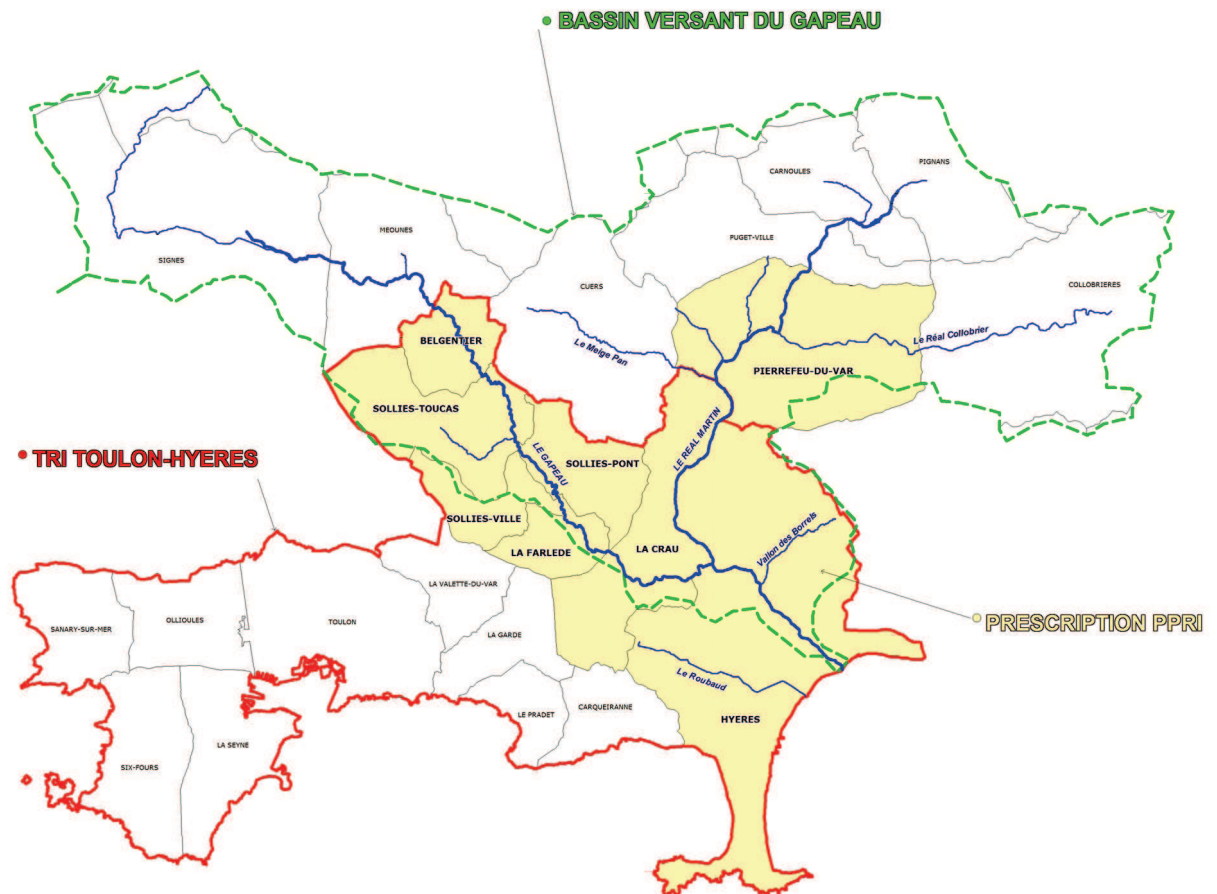 BASSIN VERSANT DU GAPEAU
CARNOULES
PIGNANS
MEOUNES
PUGET-VILLE
SIGNES
CUERS
COLLOBRIERES
BELGENTIER
Le Meige Pan
Le Réal Collobrier
PIERREFEU-DU-VAR
SOLLIES-TOUCAS
LE GAPEAU
LE RÉAL MARTIN
SOLLIES-PONT
TRI TOULON-HYERES
SOLLIES-VILLE
LA FARLEDE
LA CRAU
Vallon des Borrels
LA VALETTE-DU-VAR
OLLIOULES
TOULON
SANARY-SUR-MER
LA GARDE
PRESCRIPTION PPRI
Le Roubaud
LE PRADET
CARQUEIRANNE
HYERES
LA SEYNE
SIX-FOURS